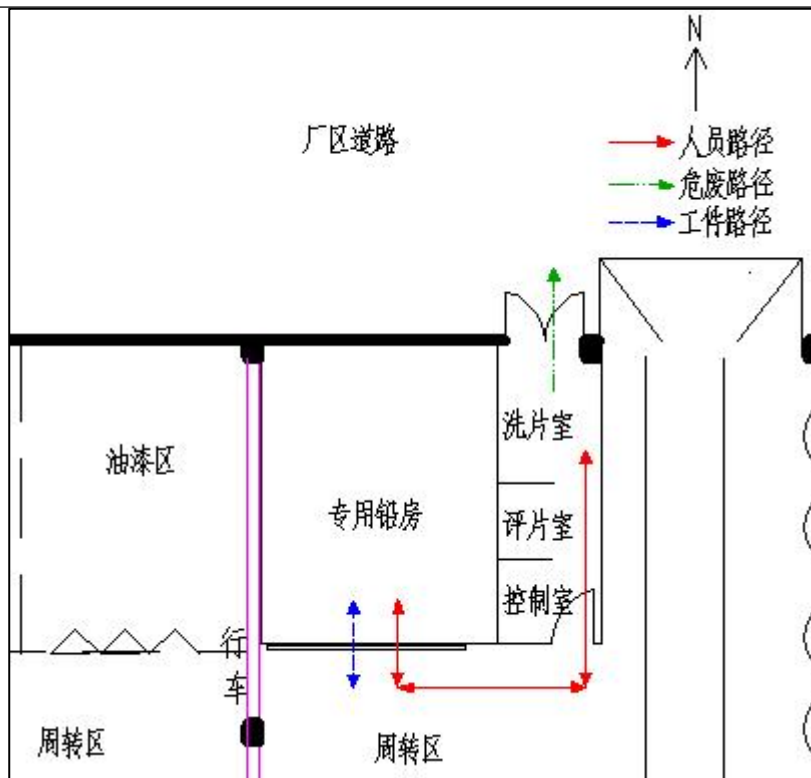 N
厂区道路
人员路径
危废路径
工件路径
洗片室
油漆区
专用铅房
评片室
控制室
行车
周转区
周转区